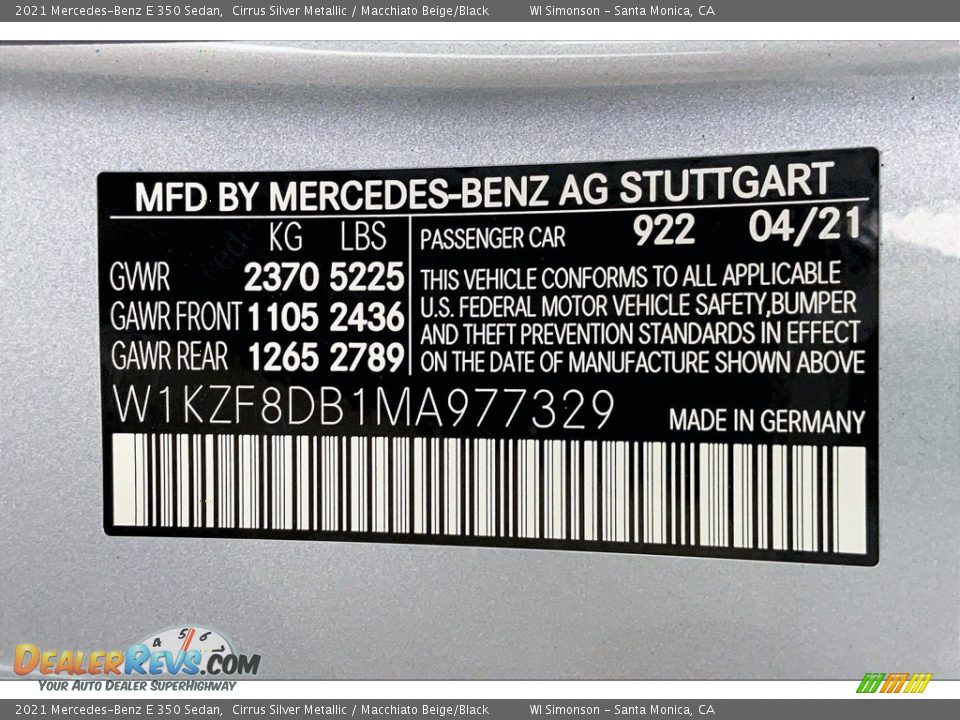 2021 Mercedes-Benz E 350 Sedan, Cirrus Silver Metallic / Macchiato Beige/Black WI Simonson - Santa Monica, CA
MFD BY MERCEDES-BENZ AG STUTTGART
KG LBS
PASSENGER CAR 922 04/21
GVWR 2370 5225
GAWR FRONT 1105 2436
GAWR REAR 1265 2789
THIS VEHICLE CONFORMS TO ALL APPLICABLE
U.S. FEDERAL MOTOR VEHICLE SAFETY, BUMPER
AND THEFT PREVENTION STANDARDS IN EFFECT
ON THE DATE OF MANUFACTURE SHOWN ABOVE
W1KZF8DB1MA977329
MADE IN GERMANY
4 5 6
DEALERREVS.COM
YOUR AUTO DEALER SUPERHIGHWAY
2021 Mercedes-Benz E 350 Sedan, Cirrus Silver Metallic / Macchiato Beige/Black WI Simonson - Santa Monica, CA